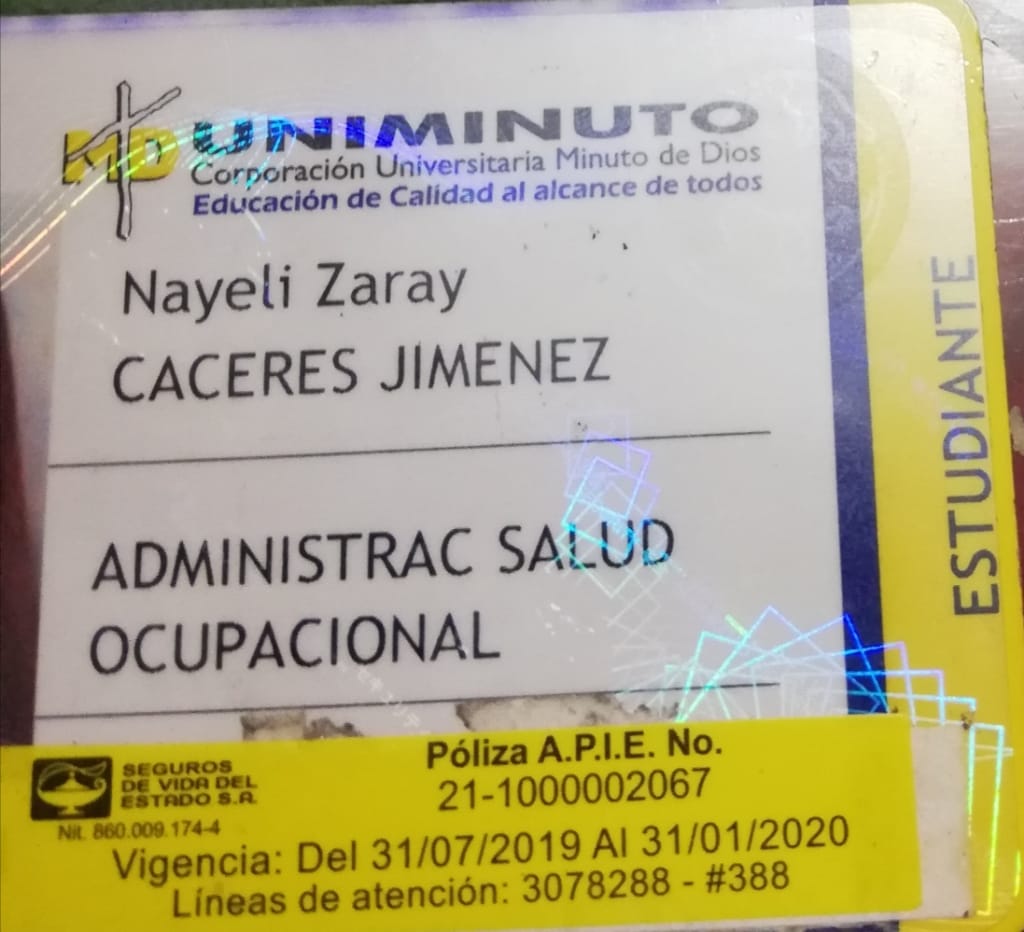 MD UNIMINUTO
Corporación Universitaria Minuto de Dios
Educación de Calidad al alcance de todos
Nayeli Zaray
CACERES JIMENEZ
ADMINISTRAC SALUD
OCUPACIONAL
ESTUDIANTE
SEGUROS
DE VIDA DEL
ESTADO S.A.
Nit. 860.009.174-4
Póliza A.P.I.E. No.
21-1000002067
Vigencia: Del 31/07/2019 Al 31/01/2020
Líneas de atención: 3078288 - #388